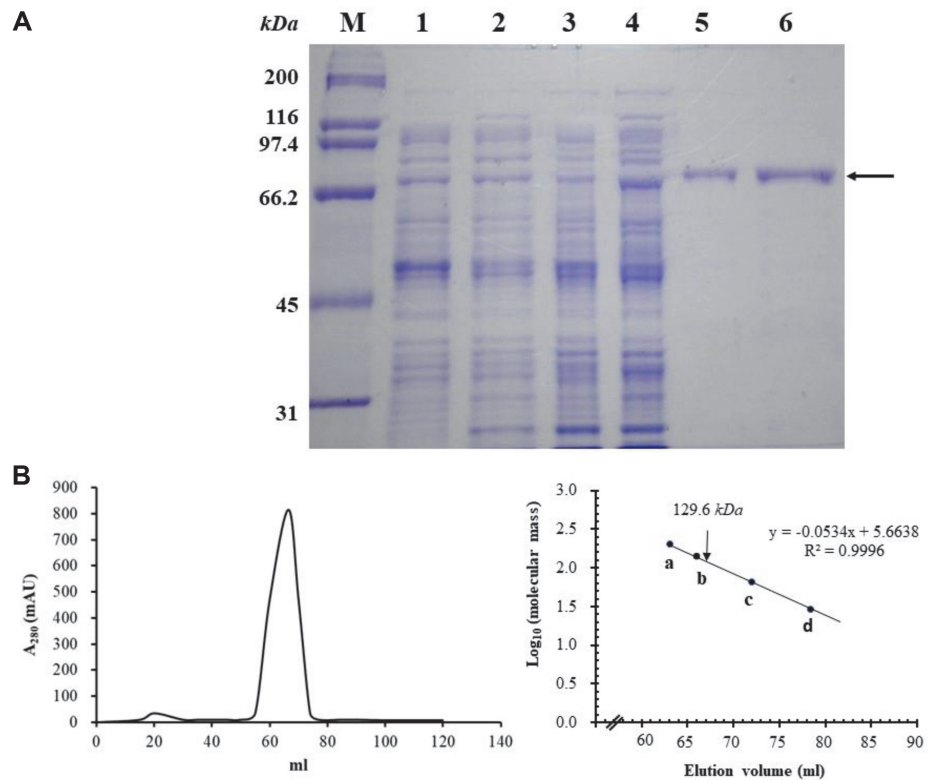 A
kDa M 1 2 3 4 5 6
200
116
97.4
66.2
45
31
B
900
800
700
600
500
400
300
200
100
0
A280 (mAU)
0 20 40 60 80 100 120 140
ml
3.0
2.5
2.0
1.5
1.0
0.5
0.0
Log10 (molecular mass)
129.6 kDa
y = -0.0534x + 5.6638
R² = 0.9996
a
b
c
d
60 65 70 75 80 85 90
Elution volume (ml)